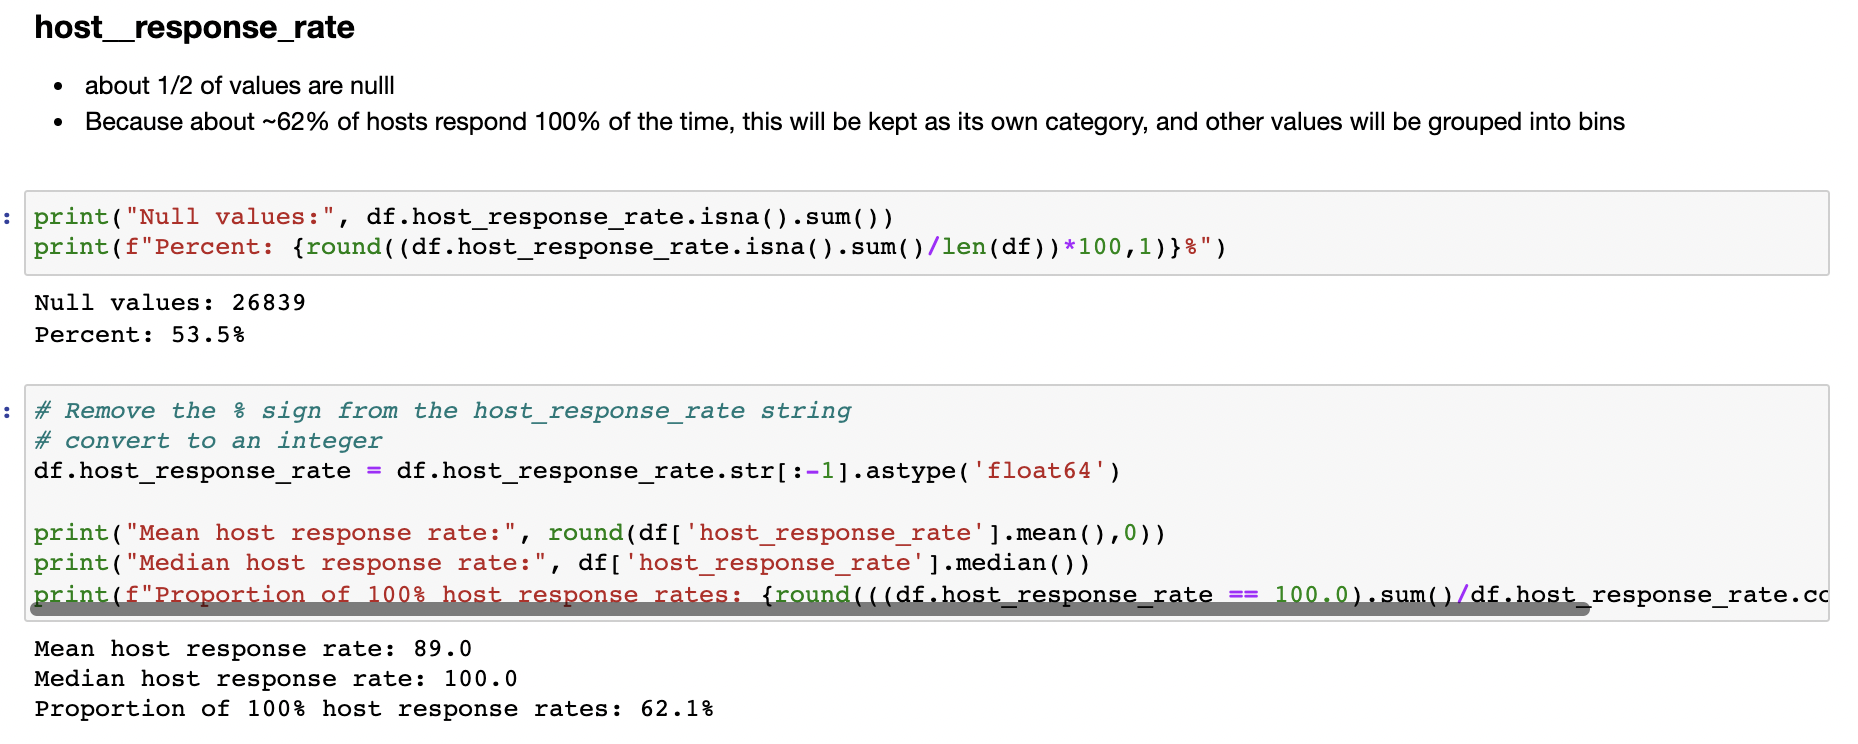 host__response_rate
• about 1/2 of values are nulll
• Because about ~62% of hosts respond 100% of the time, this will be kept as its own category, and other values will be grouped into bins
: print("Null values:", df.host_response_rate.isna().sum())
print(f"Percent: {round((df.host_response_rate.isna().sum()/len(df))*100,1)}%")
Null values: 26839
Percent: 53.5%
: # Remove the % sign from the host_response_rate string
# convert to an integer
df.host_response_rate = df.host_response_rate.str[:-1].astype('float64')
print("Mean host response rate:", round(df['host_response_rate'].mean(),0))
print("Median host response rate:", df['host_response_rate'].median())
print(f"Proportion of 100% host response rates: {round(((df.host_response_rate == 100.0).sum()/df.host_response_rate.co
Mean host response rate: 89.0
Median host response rate: 100.0
Proportion of 100% host response rates: 62.1%